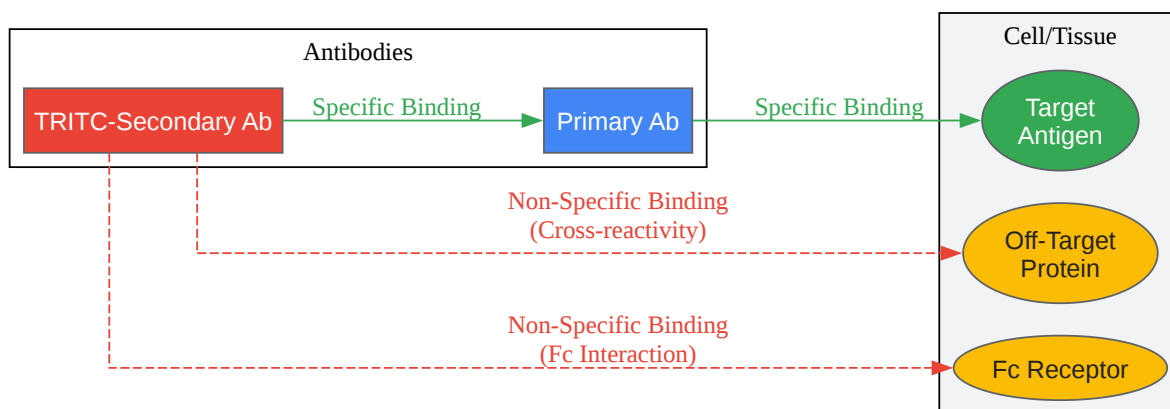 Antibodies
Cell/Tissue
TRITC-Secondary Ab
Specific Binding
Primary Ab
Specific Binding
Target
Antigen
Non-Specific Binding
(Cross-reactivity)
Off-Target
Protein
Non-Specific Binding
(Fc Interaction)
Fc Receptor